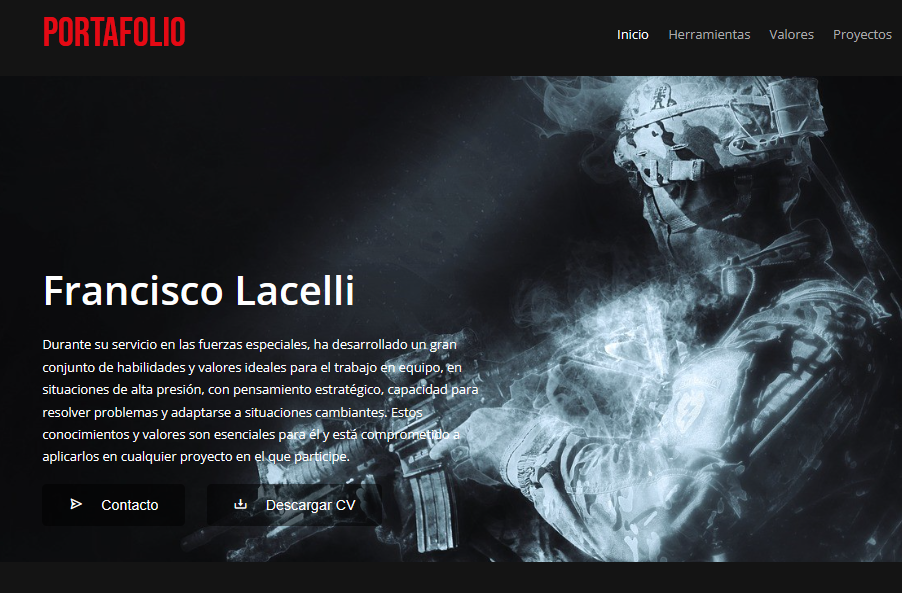 PORTAFOLIO
Inicio Herramientas Valores Proyectos
Francisco Lacelli
Durante su servicio en las fuerzas especiales, ha desarrollado un gran
conjunto de habilidades y valores ideales para el trabajo en equipo, en
situaciones de alta presión, con pensamiento estratégico, capacidad para
resolver problemas y adaptarse a situaciones cambiantes. Estos
conocimientos y valores son esenciales para él y está comprometido a
aplicarlos en cualquier proyecto en el que participe.
Contacto Descargar CV